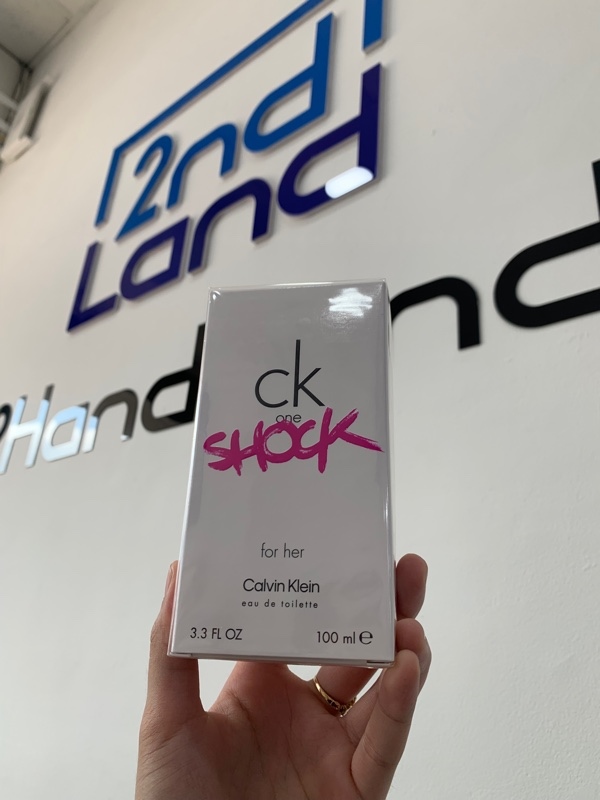 2nd
Land
Hand
ck
one
SHOCK
for her
Calvin Klein
eau de toilette
3.3 FL OZ 100 ml ℮